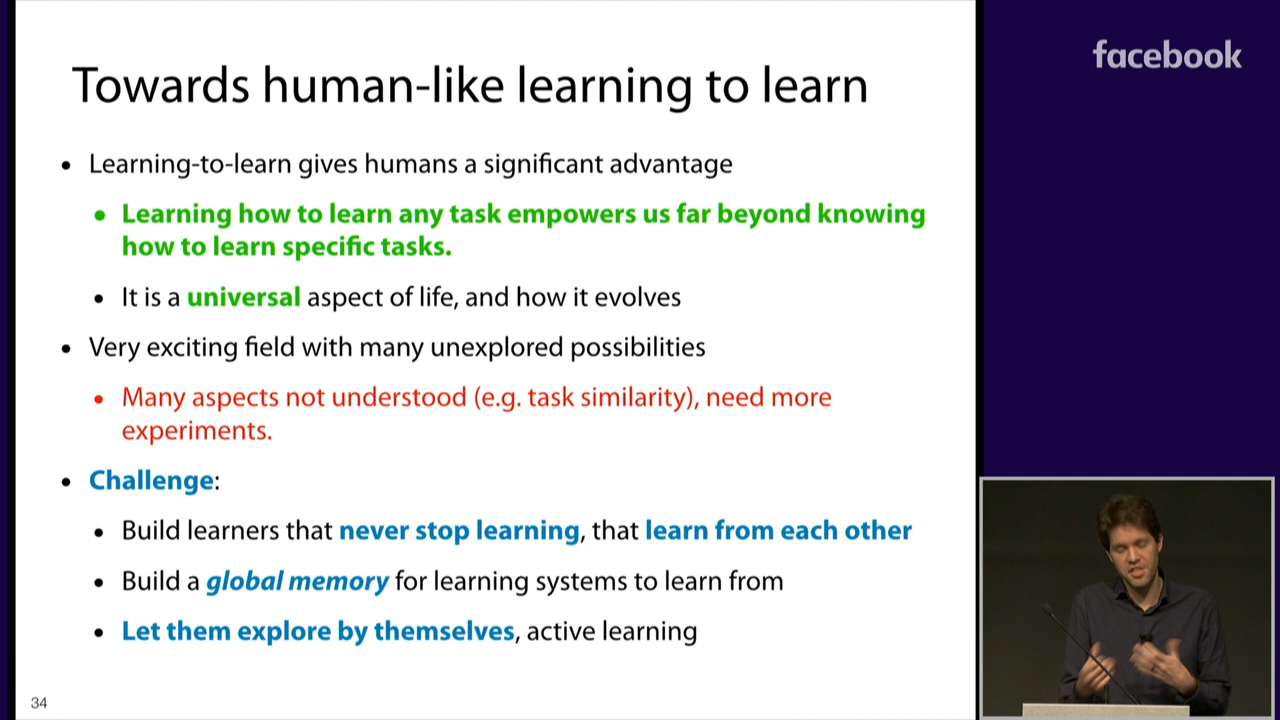 Towards human-like learning to learn
• Learning-to-learn gives humans a significant advantage
• Learning how to learn any task empowers us far beyond knowing
how to learn specific tasks.
• It is a universal aspect of life, and how it evolves
• Very exciting field with many unexplored possibilities
• Many aspects not understood (e.g. task similarity), need more
experiments.
• Challenge:
• Build learners that never stop learning, that learn from each other
• Build a global memory for learning systems to learn from
• Let them explore by themselves, active learning
34
facebook